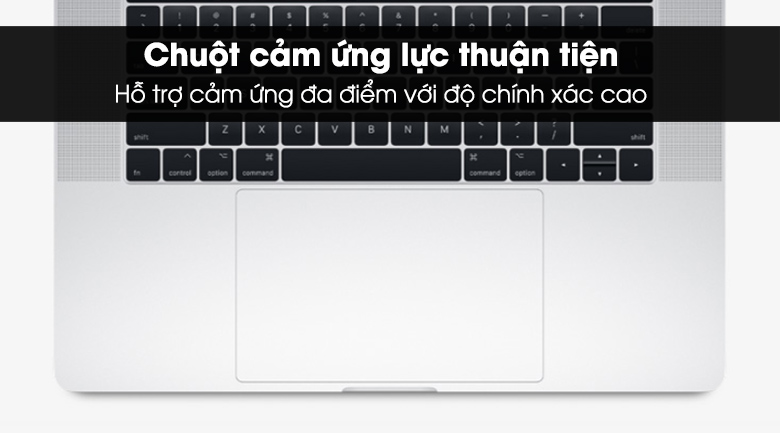 ~ ! @ # $ % ^ & * ( ) — +
Chuột cảm ứng lực thuận tiện
Hỗ trợ cảm ứng đa điểm với độ chính xác cao
shift Z X C V B N M < , > . ? / shift
fn control option command command option